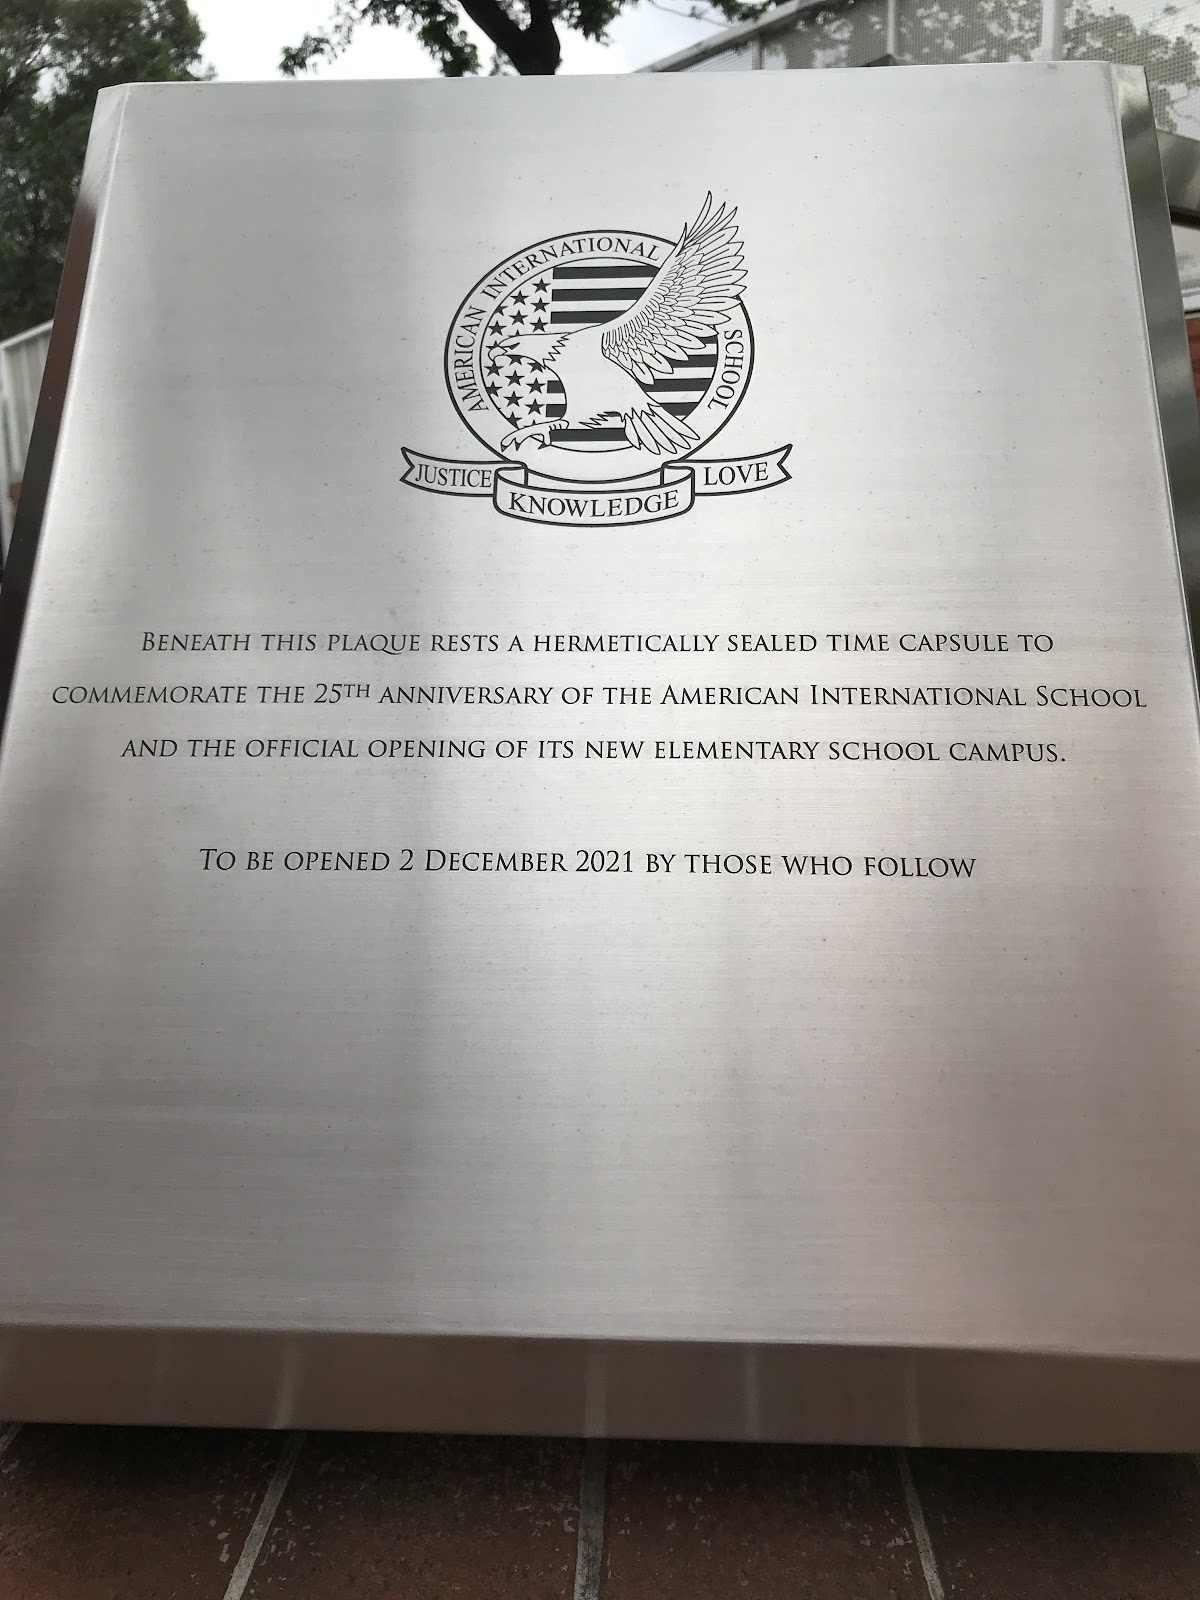 AMERICAN INTERNATIONAL SCHOOL
JUSTICE KNOWLEDGE LOVE
BENEATH THIS PLAQUE RESTS A HERMETICALLY SEALED TIME CAPSULE TO
COMMEMORATE THE 25TH ANNIVERSARY OF THE AMERICAN INTERNATIONAL SCHOOL
AND THE OFFICIAL OPENING OF ITS NEW ELEMENTARY SCHOOL CAMPUS.
TO BE OPENED 2 DECEMBER 2021 BY THOSE WHO FOLLOW